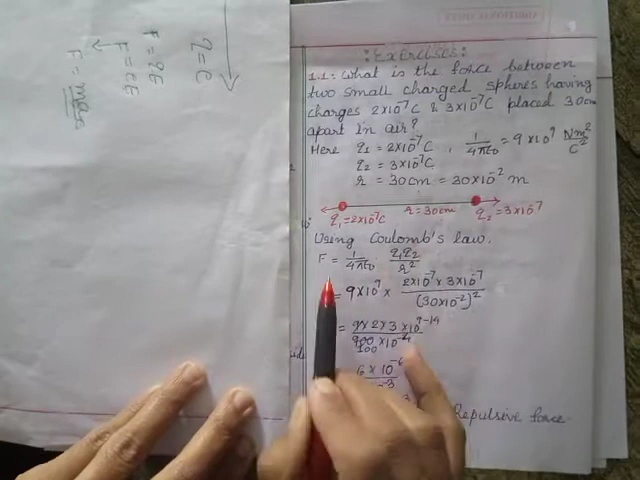 :Exercises:
1.1: What is the force between
two small charged spheres having
charges 2×10⁻⁷C & 3×10⁻⁷C placed 30cm
apart in air?
Here q₁ = 2×10⁻⁷C , 1/4πε₀ = 9×10⁹ Nm²/C²
q₂ = 3×10⁻⁷C.
r = 30cm = 30×10⁻² m
q₁=2×10⁻⁷C r=30cm q₂=3×10⁻⁷
Using Coulomb's law.
F = 1/4πε₀ . q₁q₂/r²
= 9×10⁹ × 2×10⁻⁷×3×10⁻⁷/(30×10⁻²)²
= 9×2×3×10⁹⁻¹⁴/900×10⁻⁴
100
6×10⁻⁶
Repulsive force
q=e
F=qE
F=eE